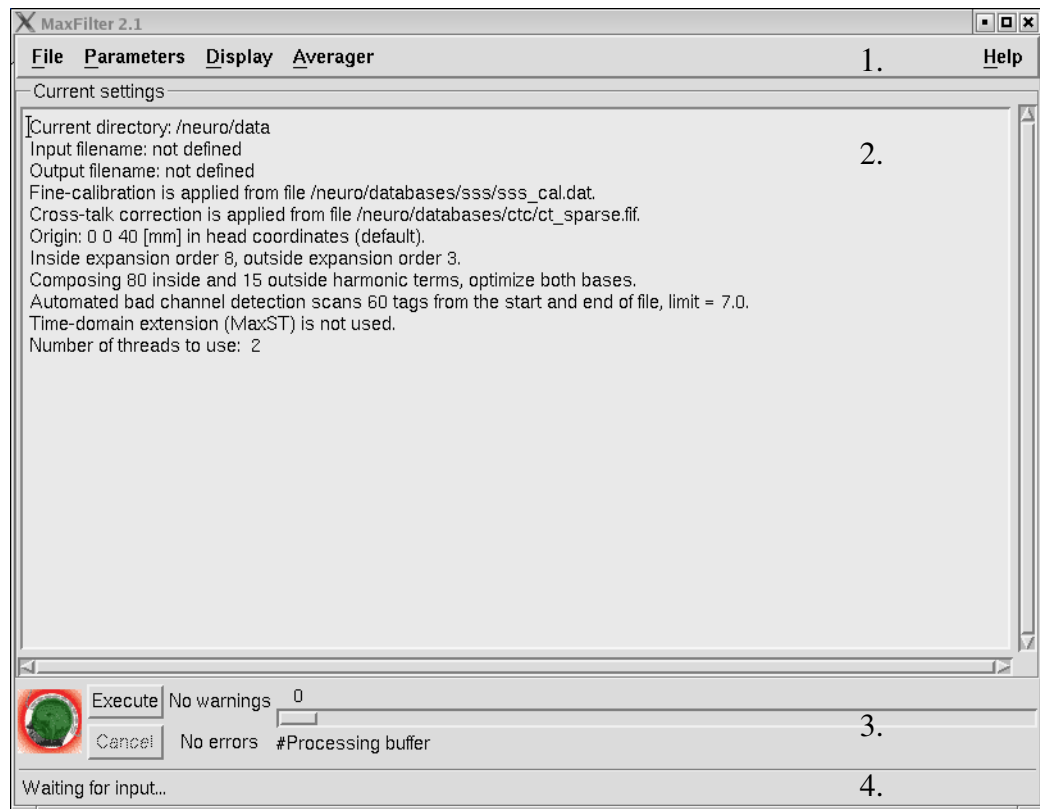 MaxFilter 2.1
File Parameters Display Averager 1. Help
Current settings
Current directory: /neuro/data
Input filename: not defined 2.
Output filename: not defined
Fine-calibration is applied from file /neuro/databases/sss/sss_cal.dat.
Cross-talk correction is applied from file /neuro/databases/ctc/ct_sparse.fif.
Origin: 0 0 40 [mm] in head coordinates (default).
Inside expansion order 8, outside expansion order 3.
Composing 80 inside and 15 outside harmonic terms, optimize both bases.
Automated bad channel detection scans 60 tags from the start and end of file, limit = 7.0.
Time-domain extension (MaxST) is not used.
Number of threads to use: 2
Execute No warnings 0
Cancel No errors #Processing buffer 3.
Waiting for input... 4.